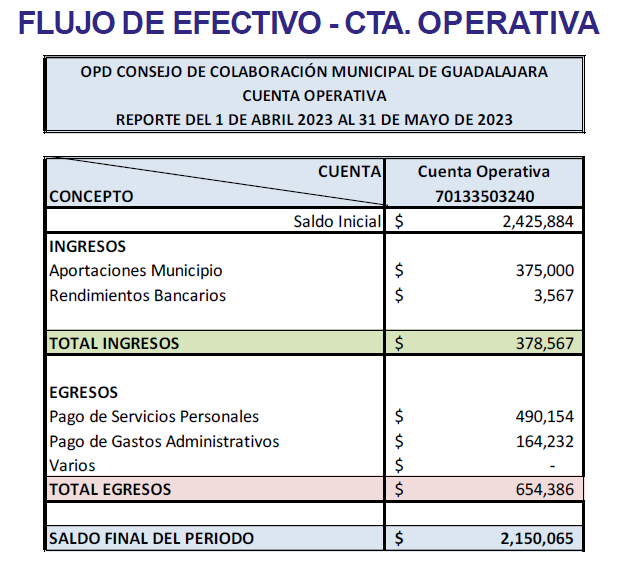 FLUJO DE EFECTIVO - CTA. OPERATIVA
OPD CONSEJO DE COLABORACIÓN MUNICIPAL DE GUADALAJARA
CUENTA OPERATIVA
REPORTE DEL 1 DE ABRIL 2023 AL 31 DE MAYO DE 2023
CUENTA Cuenta Operativa
CONCEPTO 70133503240
Saldo Inicial $ 2,425,884
INGRESOS
Aportaciones Municipio $ 375,000
Rendimientos Bancarios $ 3,567
TOTAL INGRESOS $ 378,567
EGRESOS
Pago de Servicios Personales $ 490,154
Pago de Gastos Administrativos $ 164,232
Varios $ -
TOTAL EGRESOS $ 654,386
SALDO FINAL DEL PERIODO $ 2,150,065